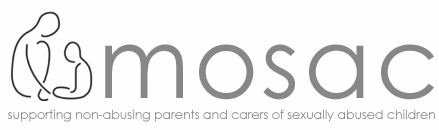 mosac
supporting non-abusing parents and carers of sexually abused children